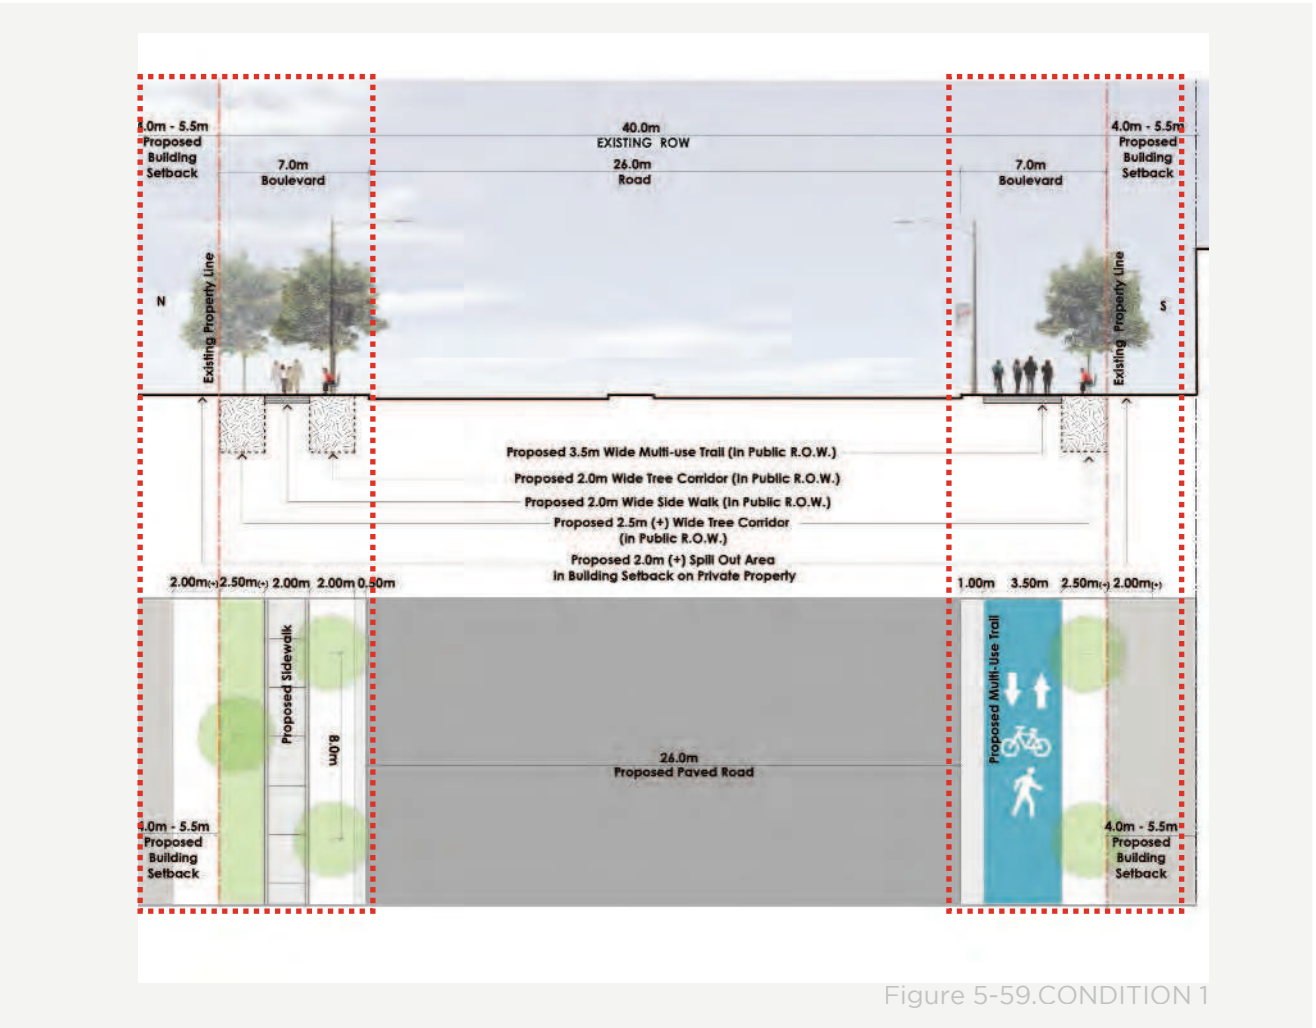 4.0m - 5.5m
Proposed
Building
Setback
7.0m
Boulevard
40.0m
EXISTING ROW
26.0m
Road
7.0m
Boulevard
4.0m - 5.5m
Proposed
Building
Setback
Existing Property Line
N
Existing Property Line
S
Proposed 3.5m Wide Multi-use Trail (In Public R.O.W.)
Proposed 2.0m Wide Tree Corridor (In Public R.O.W.)
Proposed 2.0m Wide Side Walk (In Public R.O.W.)
Proposed 2.5m (+) Wide Tree Corridor
(in Public R.O.W.)
Proposed 2.0m (+) Spill Out Area
in Building Setback on Private Property
2.00m(+) 2.50m(+) 2.00m 2.00m 0.50m
1.00m 3.50m 2.50m(+) 2.00m(+)
Proposed Sidewalk
8.0m
26.0m
Proposed Paved Road
Proposed Multi-Use Trail
4.0m - 5.5m
Proposed
Building
Setback
4.0m - 5.5m
Proposed
Building
Setback
Figure 5-59.CONDITION 1